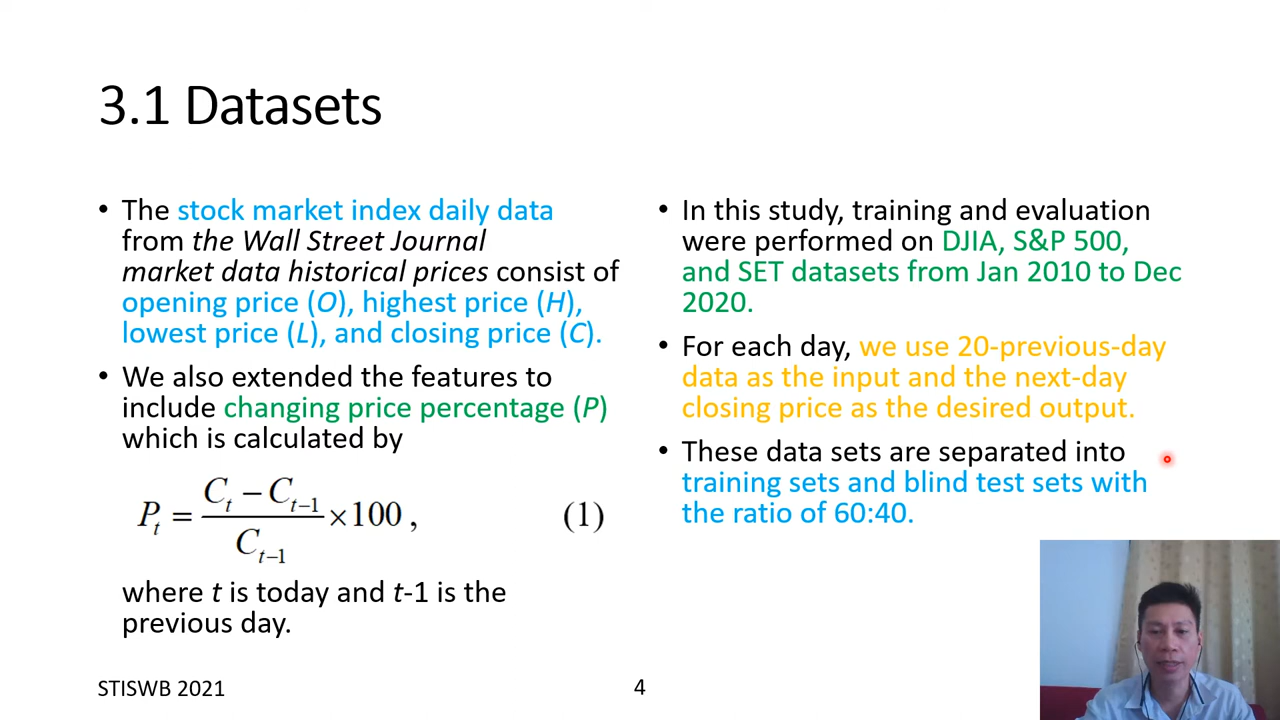 3.1 Datasets
• The stock market index daily data
from the Wall Street Journal
market data historical prices consist of
opening price (O), highest price (H),
lowest price (L), and closing price (C).
• We also extended the features to
include changing price percentage (P)
which is calculated by
P_t = (C_t − C_{t−1}) / C_{t−1} × 100 , (1)
where t is today and t-1 is the
previous day.
• In this study, training and evaluation
were performed on DJIA, S&P 500,
and SET datasets from Jan 2010 to Dec
2020.
• For each day, we use 20-previous-day
data as the input and the next-day
closing price as the desired output.
• These data sets are separated into
training sets and blind test sets with
the ratio of 60:40.
STISWB 2021
4